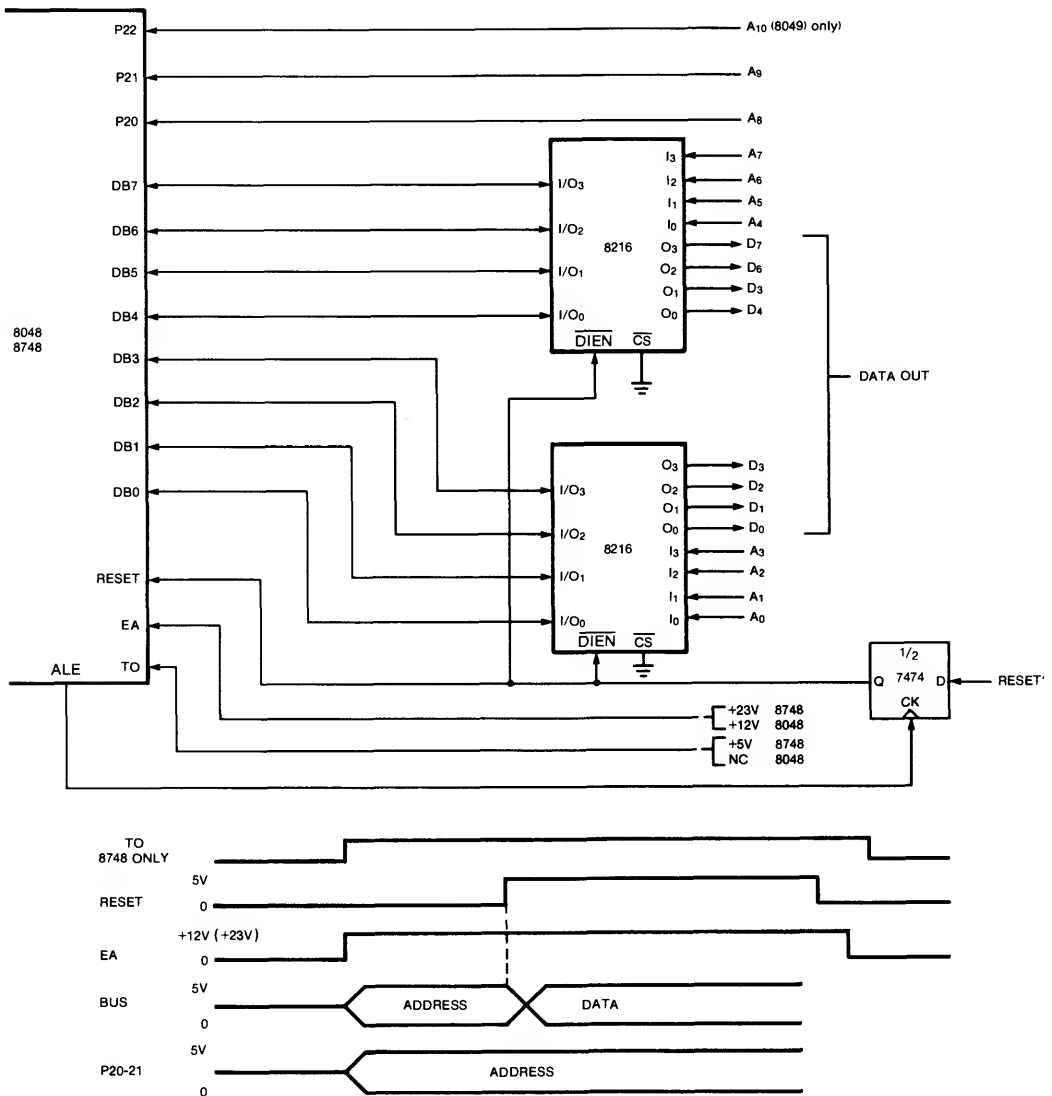 P22
A10 (8049) only)
P21
A9
P20
A8
I3
A7
DB7
I/O3
I2
A6
I1
A5
I0
A4
DB6
I/O2
8216
O3
D7
O2
D6
DB5
I/O1
O1
D3
O0
D4
DB4
I/O0
DIEN
CS
8048
8748
DB3
DATA OUT
DB2
DB1
O3
D3
O2
D2
DB0
I/O3
O1
D1
O0
D0
I/O2
8216
I3
A3
I2
A2
RESET
I/O1
I1
A1
I/O0
I0
A0
EA
DIEN
CS
ALE
TO
1/2
7474
Q
D
CK
RESET'
+23V 8748
+12V 8048
+5V 8748
NC 8048
TO
8748 ONLY
5V
RESET
0
+12V (+23V)
EA
0
5V
BUS
ADDRESS
DATA
0
5V
P20-21
ADDRESS
0